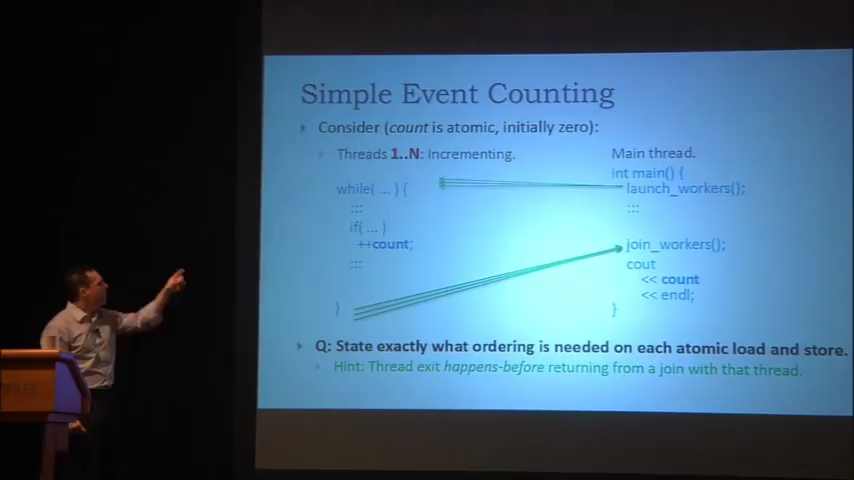 Simple Event Counting
Consider (count is atomic, initially zero):
Threads 1..N: Incrementing.
while( ... ) {
:::
if( ... )
++count;
:::
}
Main thread.
int main() {
launch_workers();
:::
join_workers();
cout
<< count
<< endl;
}
Q: State exactly what ordering is needed on each atomic load and store.
Hint: Thread exit happens-before returning from a join with that thread.